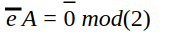 e̅ A = 0̅ mod(2)